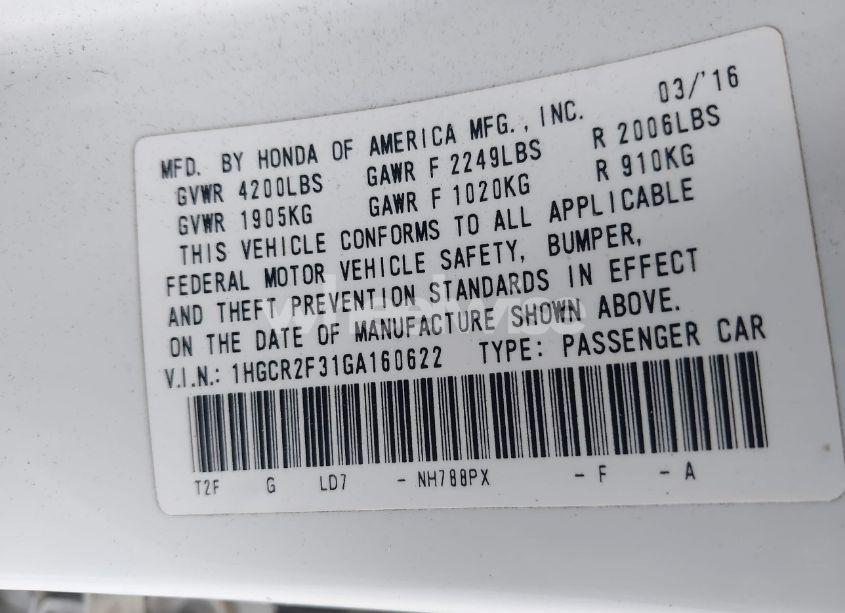 MFD. BY HONDA OF AMERICA MFG., INC. 03/'16
GVWR 4200LBS GAWR F 2249LBS R 2006LBS
GVWR 1905KG GAWR F 1020KG R 910KG
THIS VEHICLE CONFORMS TO ALL APPLICABLE
FEDERAL MOTOR VEHICLE SAFETY, BUMPER,
AND THEFT PREVENTION STANDARDS IN EFFECT
ON THE DATE OF MANUFACTURE SHOWN ABOVE.
V.I.N.: 1HGCR2F31GA160622 TYPE: PASSENGER CAR
T2F G LD7 - NH788PX - F - A